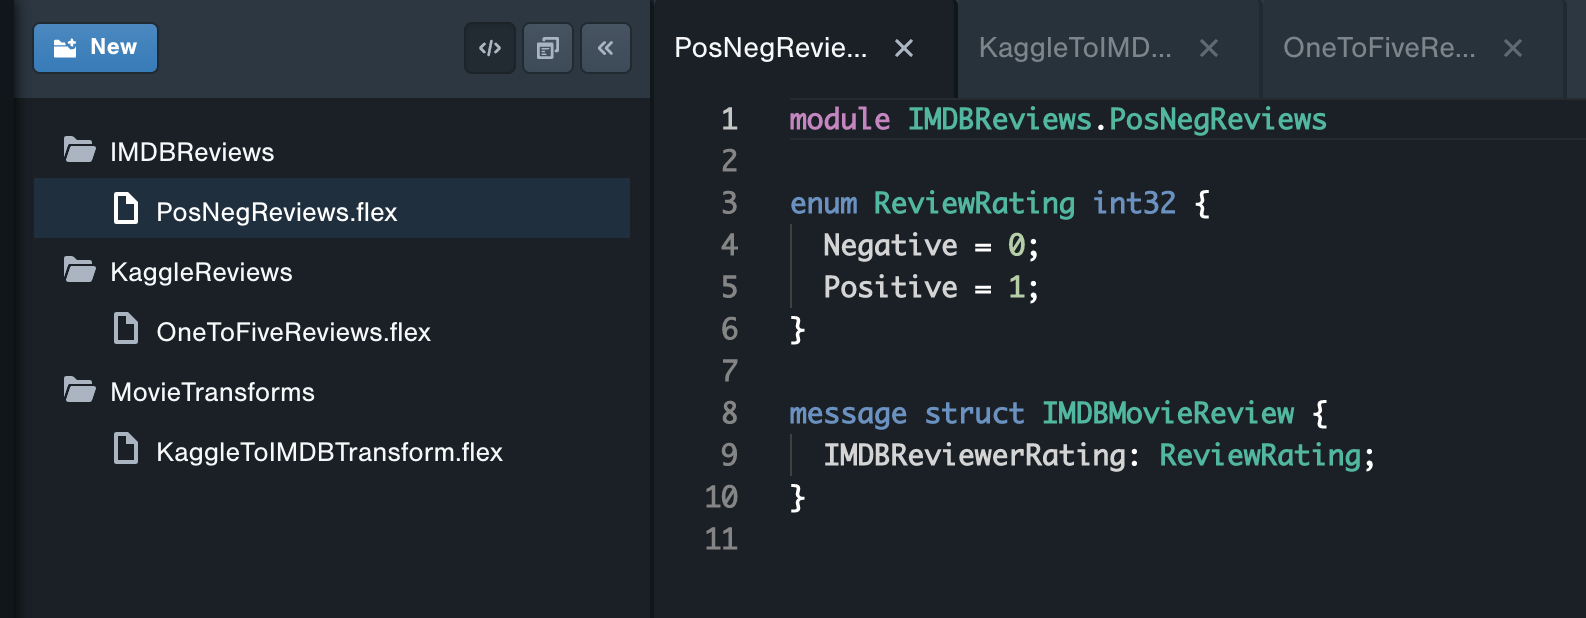 New
IMDBReviews
PosNegReviews.flex
KaggleReviews
OneToFiveReviews.flex
MovieTransforms
KaggleToIMDBTransform.flex
PosNegRevie...
KaggleToIMD...
OneToFiveRe...
1 module IMDBReviews.PosNegReviews
2
3 enum ReviewRating int32 {
4 Negative = 0;
5 Positive = 1;
6 }
7
8 message struct IMDBMovieReview {
9 IMDBReviewerRating: ReviewRating;
10 }
11